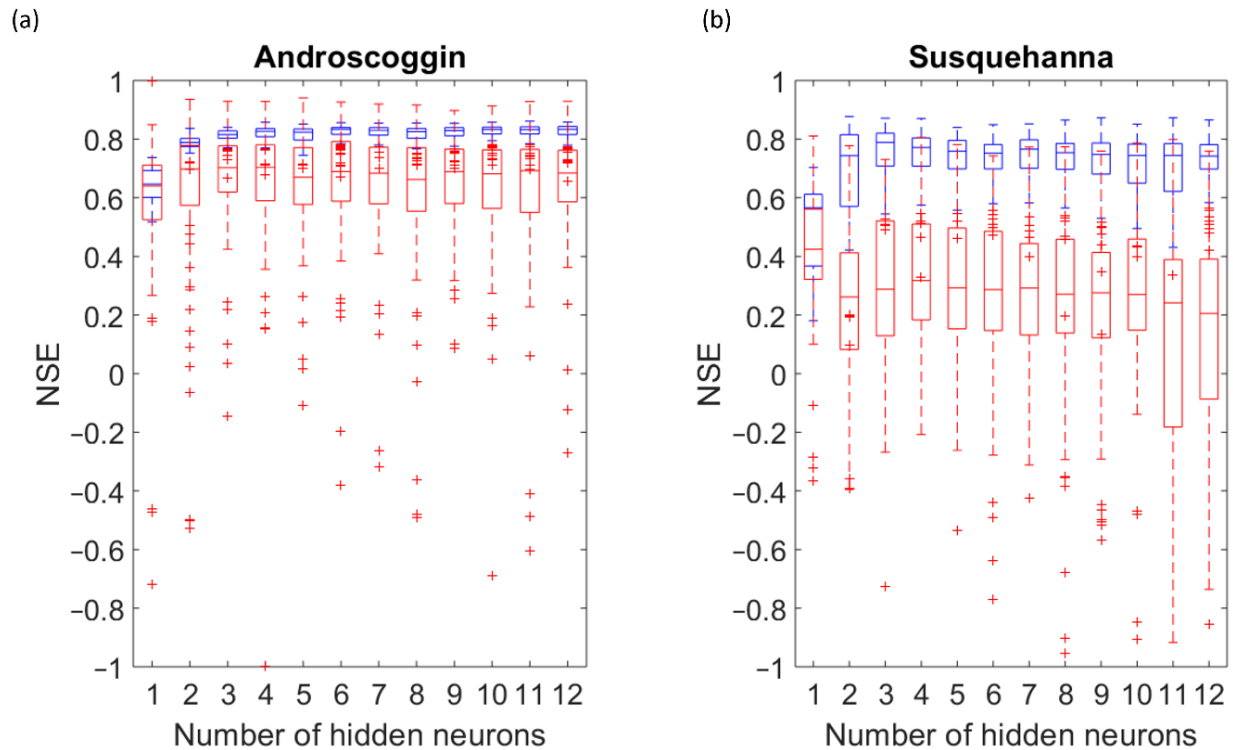 (a)
Androscoggin
1
0.8
0.6
0.4
0.2
0
−0.2
−0.4
−0.6
−0.8
−1
NSE
1 2 3 4 5 6 7 8 9 10 11 12
Number of hidden neurons
(b)
Susquehanna
1
0.8
0.6
0.4
0.2
0
−0.2
−0.4
−0.6
−0.8
−1
NSE
1 2 3 4 5 6 7 8 9 10 11 12
Number of hidden neurons